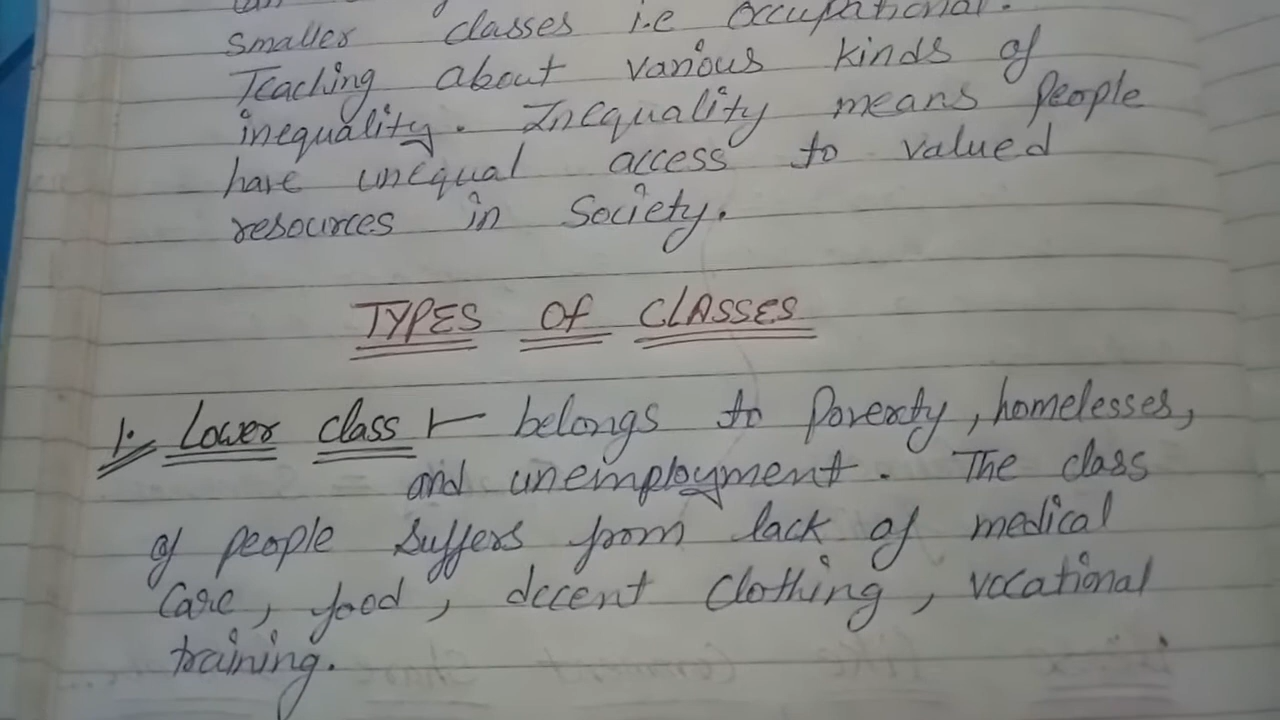 smaller classes i.e occupational.
Teaching about various kinds of
inequality. Inequality means people
have unequal access to valued
resources in Society.
TYPES Of ClASSES
1. Lower class :- belongs to Poverty, homelesses,
and unemployment. The class
of people suffers from lack of medical
Care, food, decent Clothing, vocational
training.